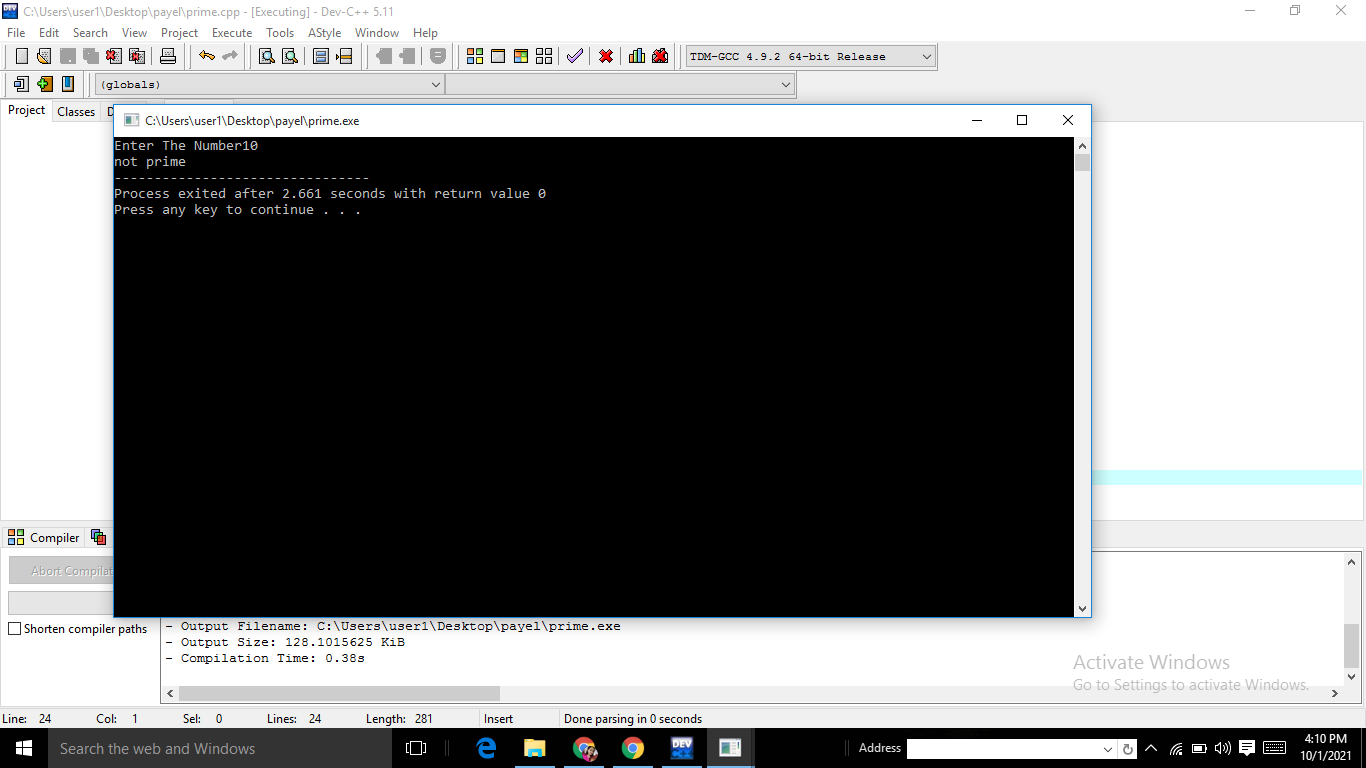 C:\Users\user1\Desktop\payel\prime.cpp - [Executing] - Dev-C++ 5.11
File Edit Search View Project Execute Tools AStyle Window Help
TDM-GCC 4.9.2 64-bit Release
(globals)
Project Classes D
C:\Users\user1\Desktop\payel\prime.exe
Enter The Number10
not prime
--------------------------------
Process exited after 2.661 seconds with return value 0
Press any key to continue . . .
Compiler
Abort Compilat
Shorten compiler paths
- Output Filename: C:\Users\user1\Desktop\payel\prime.exe
- Output Size: 128.1015625 KiB
- Compilation Time: 0.38s
Activate Windows
Go to Settings to activate Windows.
Line: 24 Col: 1 Sel: 0 Lines: 24 Length: 281 Insert Done parsing in 0 seconds
Search the web and Windows
DEV
Address
4:10 PM
10/1/2021